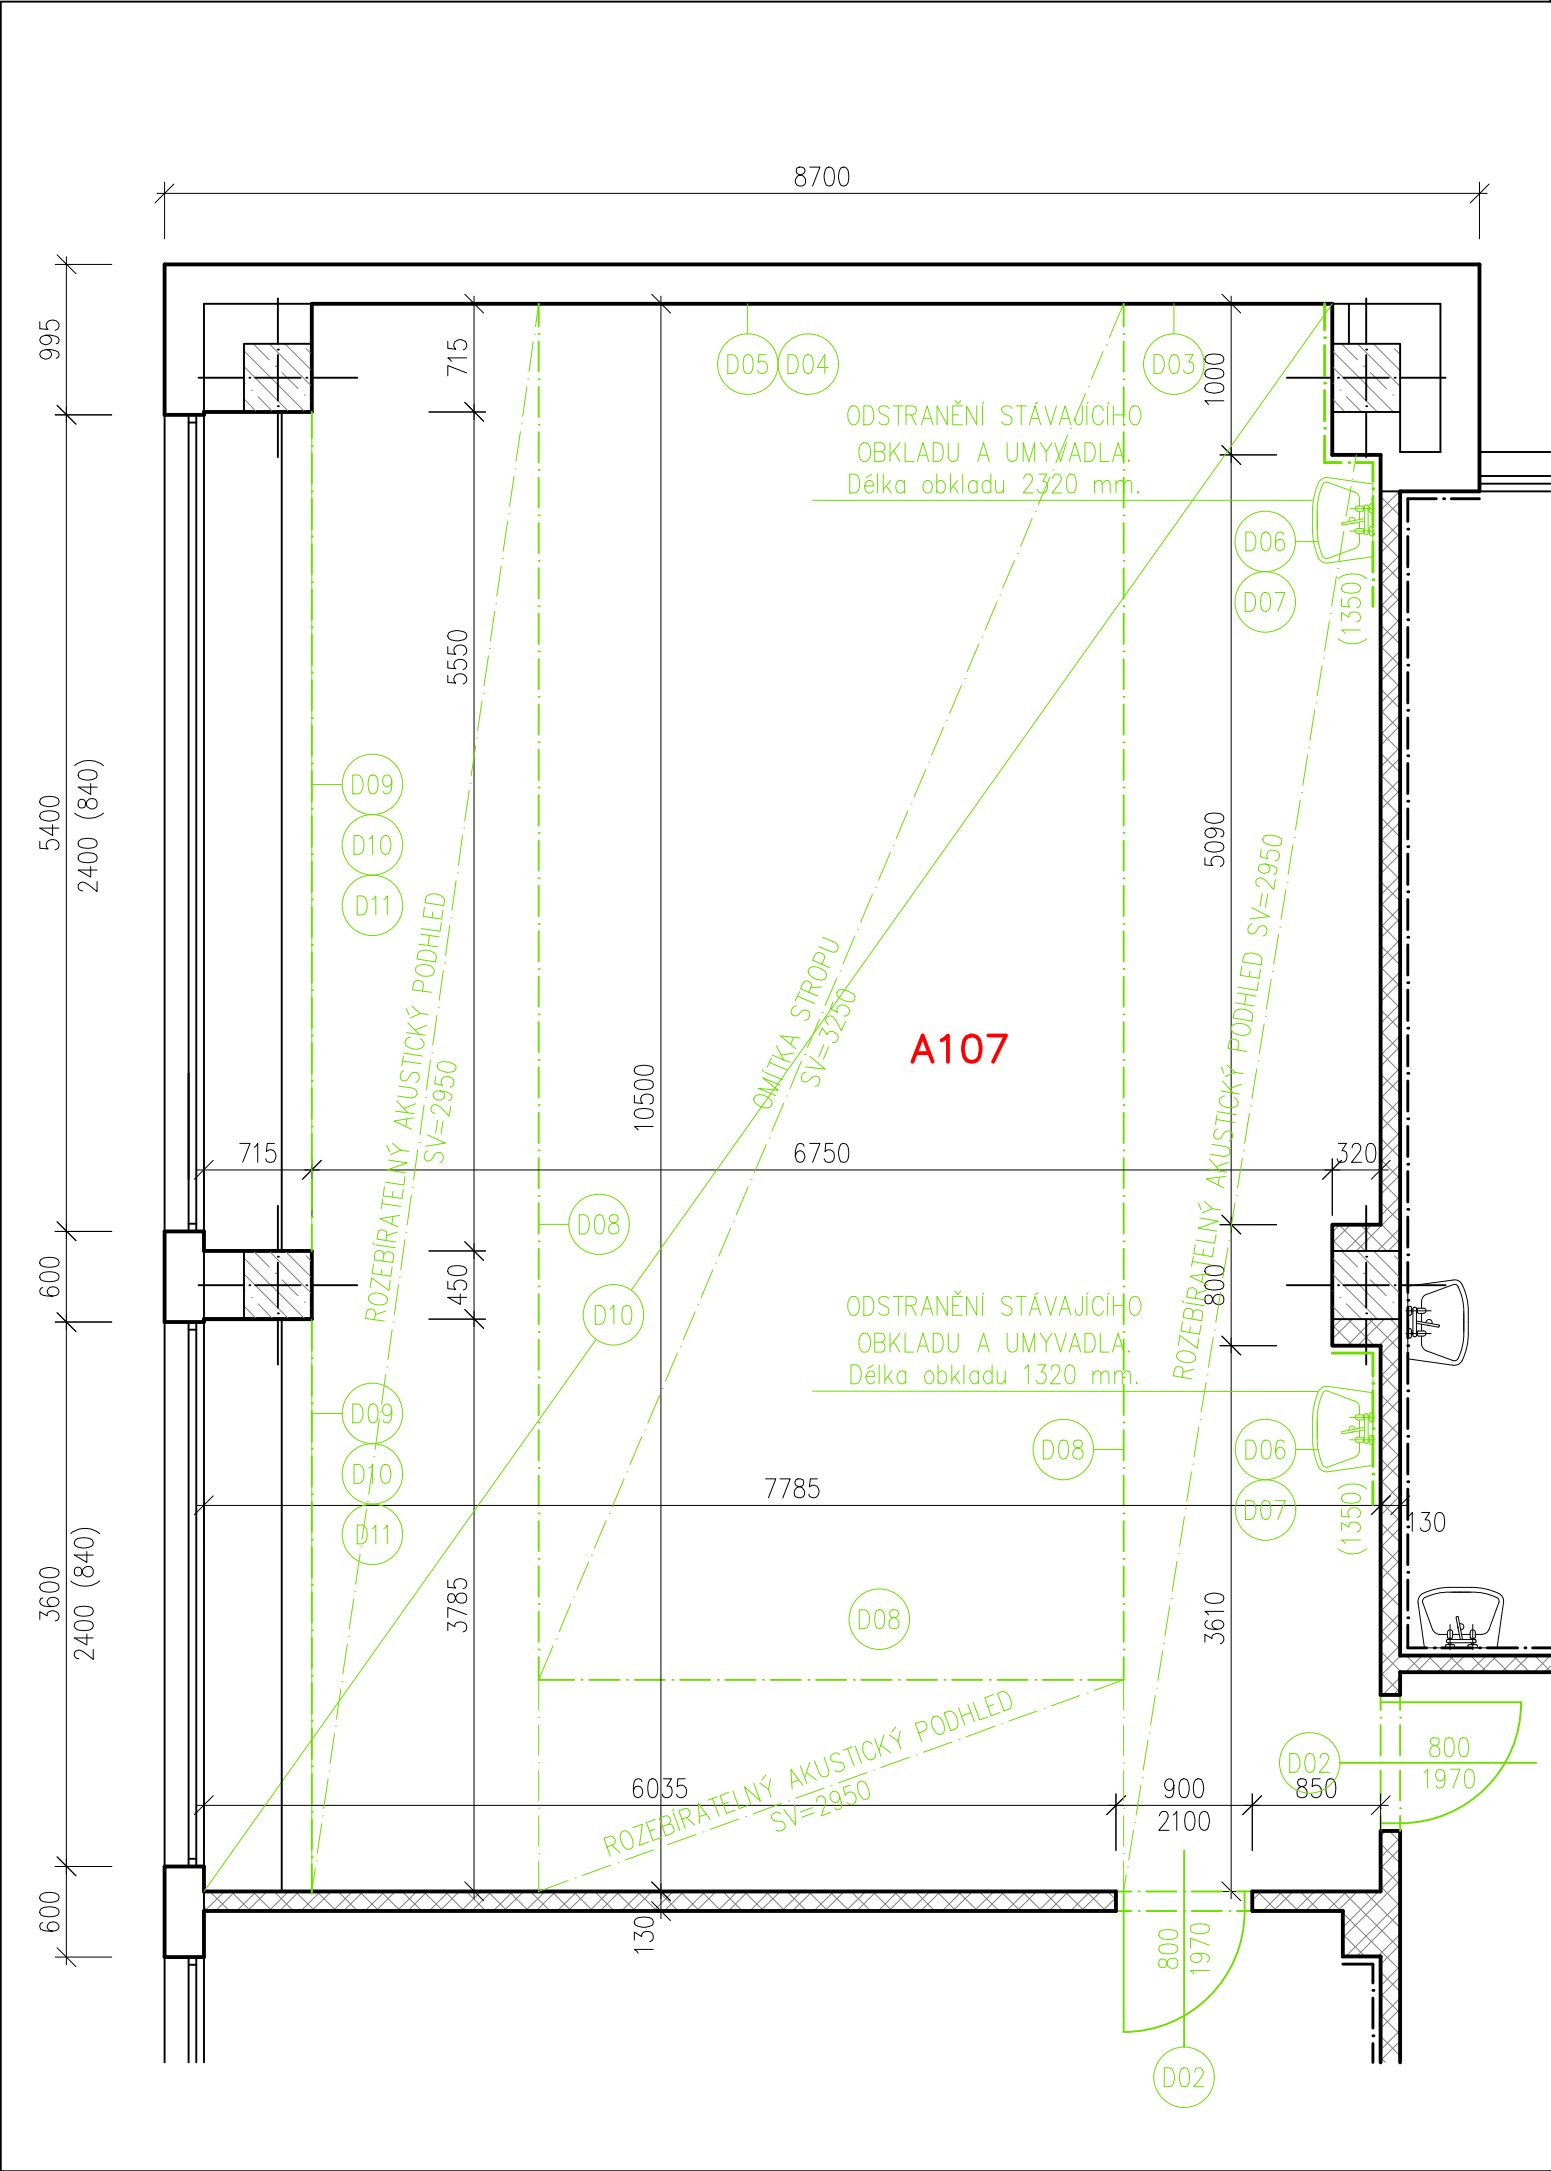 8700
995
715
1000
D05
D04
D03
ODSTRANĚNÍ STÁVAJÍCÍHO
OBKLADU A UMYVADLA.
Délka obkladu 2320 mm.
D06
D07
(1350)
5550
5400
2400 (840)
D09
D10
D11
5090
ROZEBÍRATELNÝ AKUSTICKÝ PODHLED
SV=2950
OMÍTKA STROPU
SV=3250
ROZEBÍRATELNÝ AKUSTICKÝ PODHLED SV=2950
A107
10500
715
6750
320
D08
600
450
800
D10
ODSTRANĚNÍ STÁVAJÍCÍHO
OBKLADU A UMYVADLA.
Délka obkladu 1320 mm.
D09
D10
D11
D08
D06
D07
(1350)
7785
130
3600
2400 (840)
3785
3610
D08
ROZEBÍRATELNÝ AKUSTICKÝ PODHLED
SV=2950
D02
800
1970
6035
900
2100
850
600
130
800
1970
D02